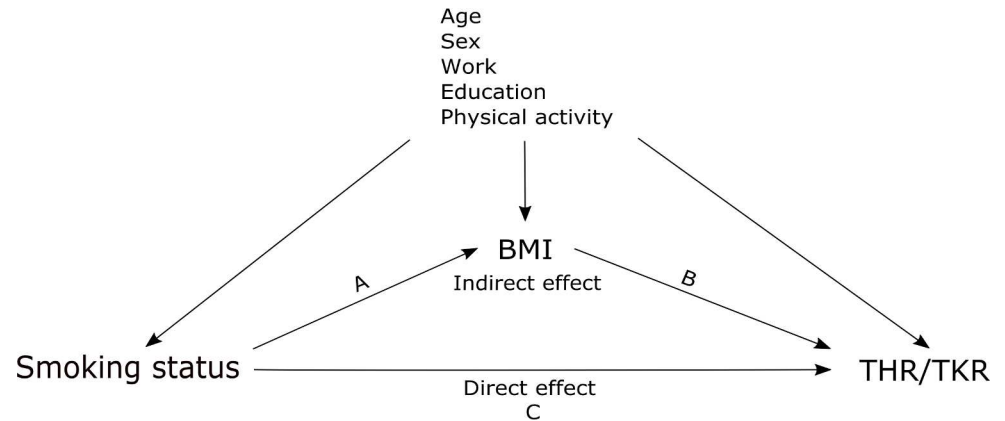 Age
Sex
Work
Education
Physical activity
BMI
Indirect effect
A
B
Smoking status
THR/TKR
Direct effect
C